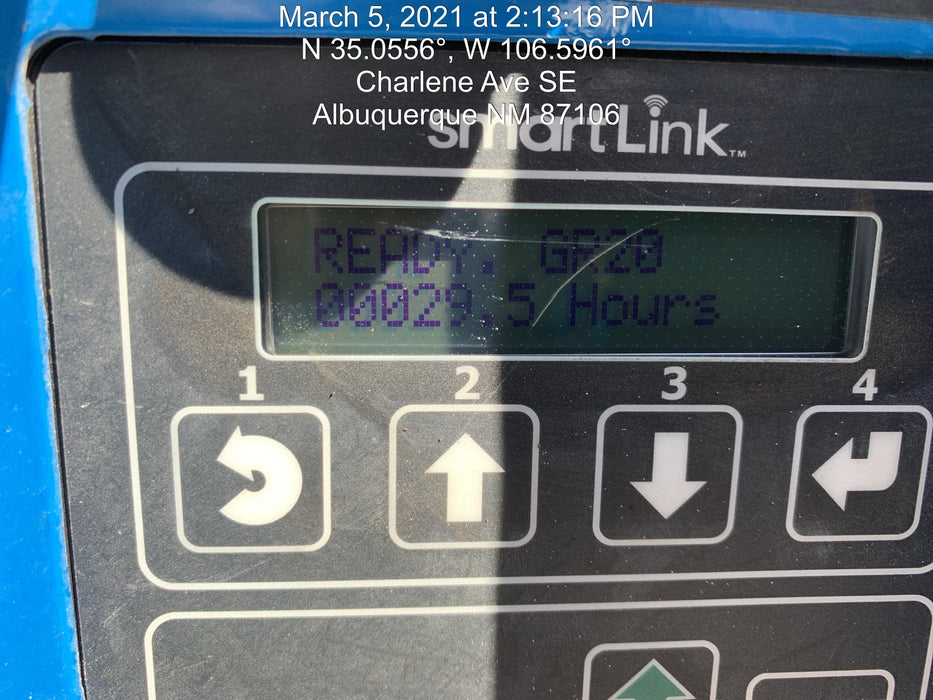 March 5, 2021 at 2:13:16 PM
N 35.0556°, W 106.5961°
Charlene Ave SE
Albuquerque NM 87106
smartLink™
READY. GR20
00029.5 Hours
1 2 3 4